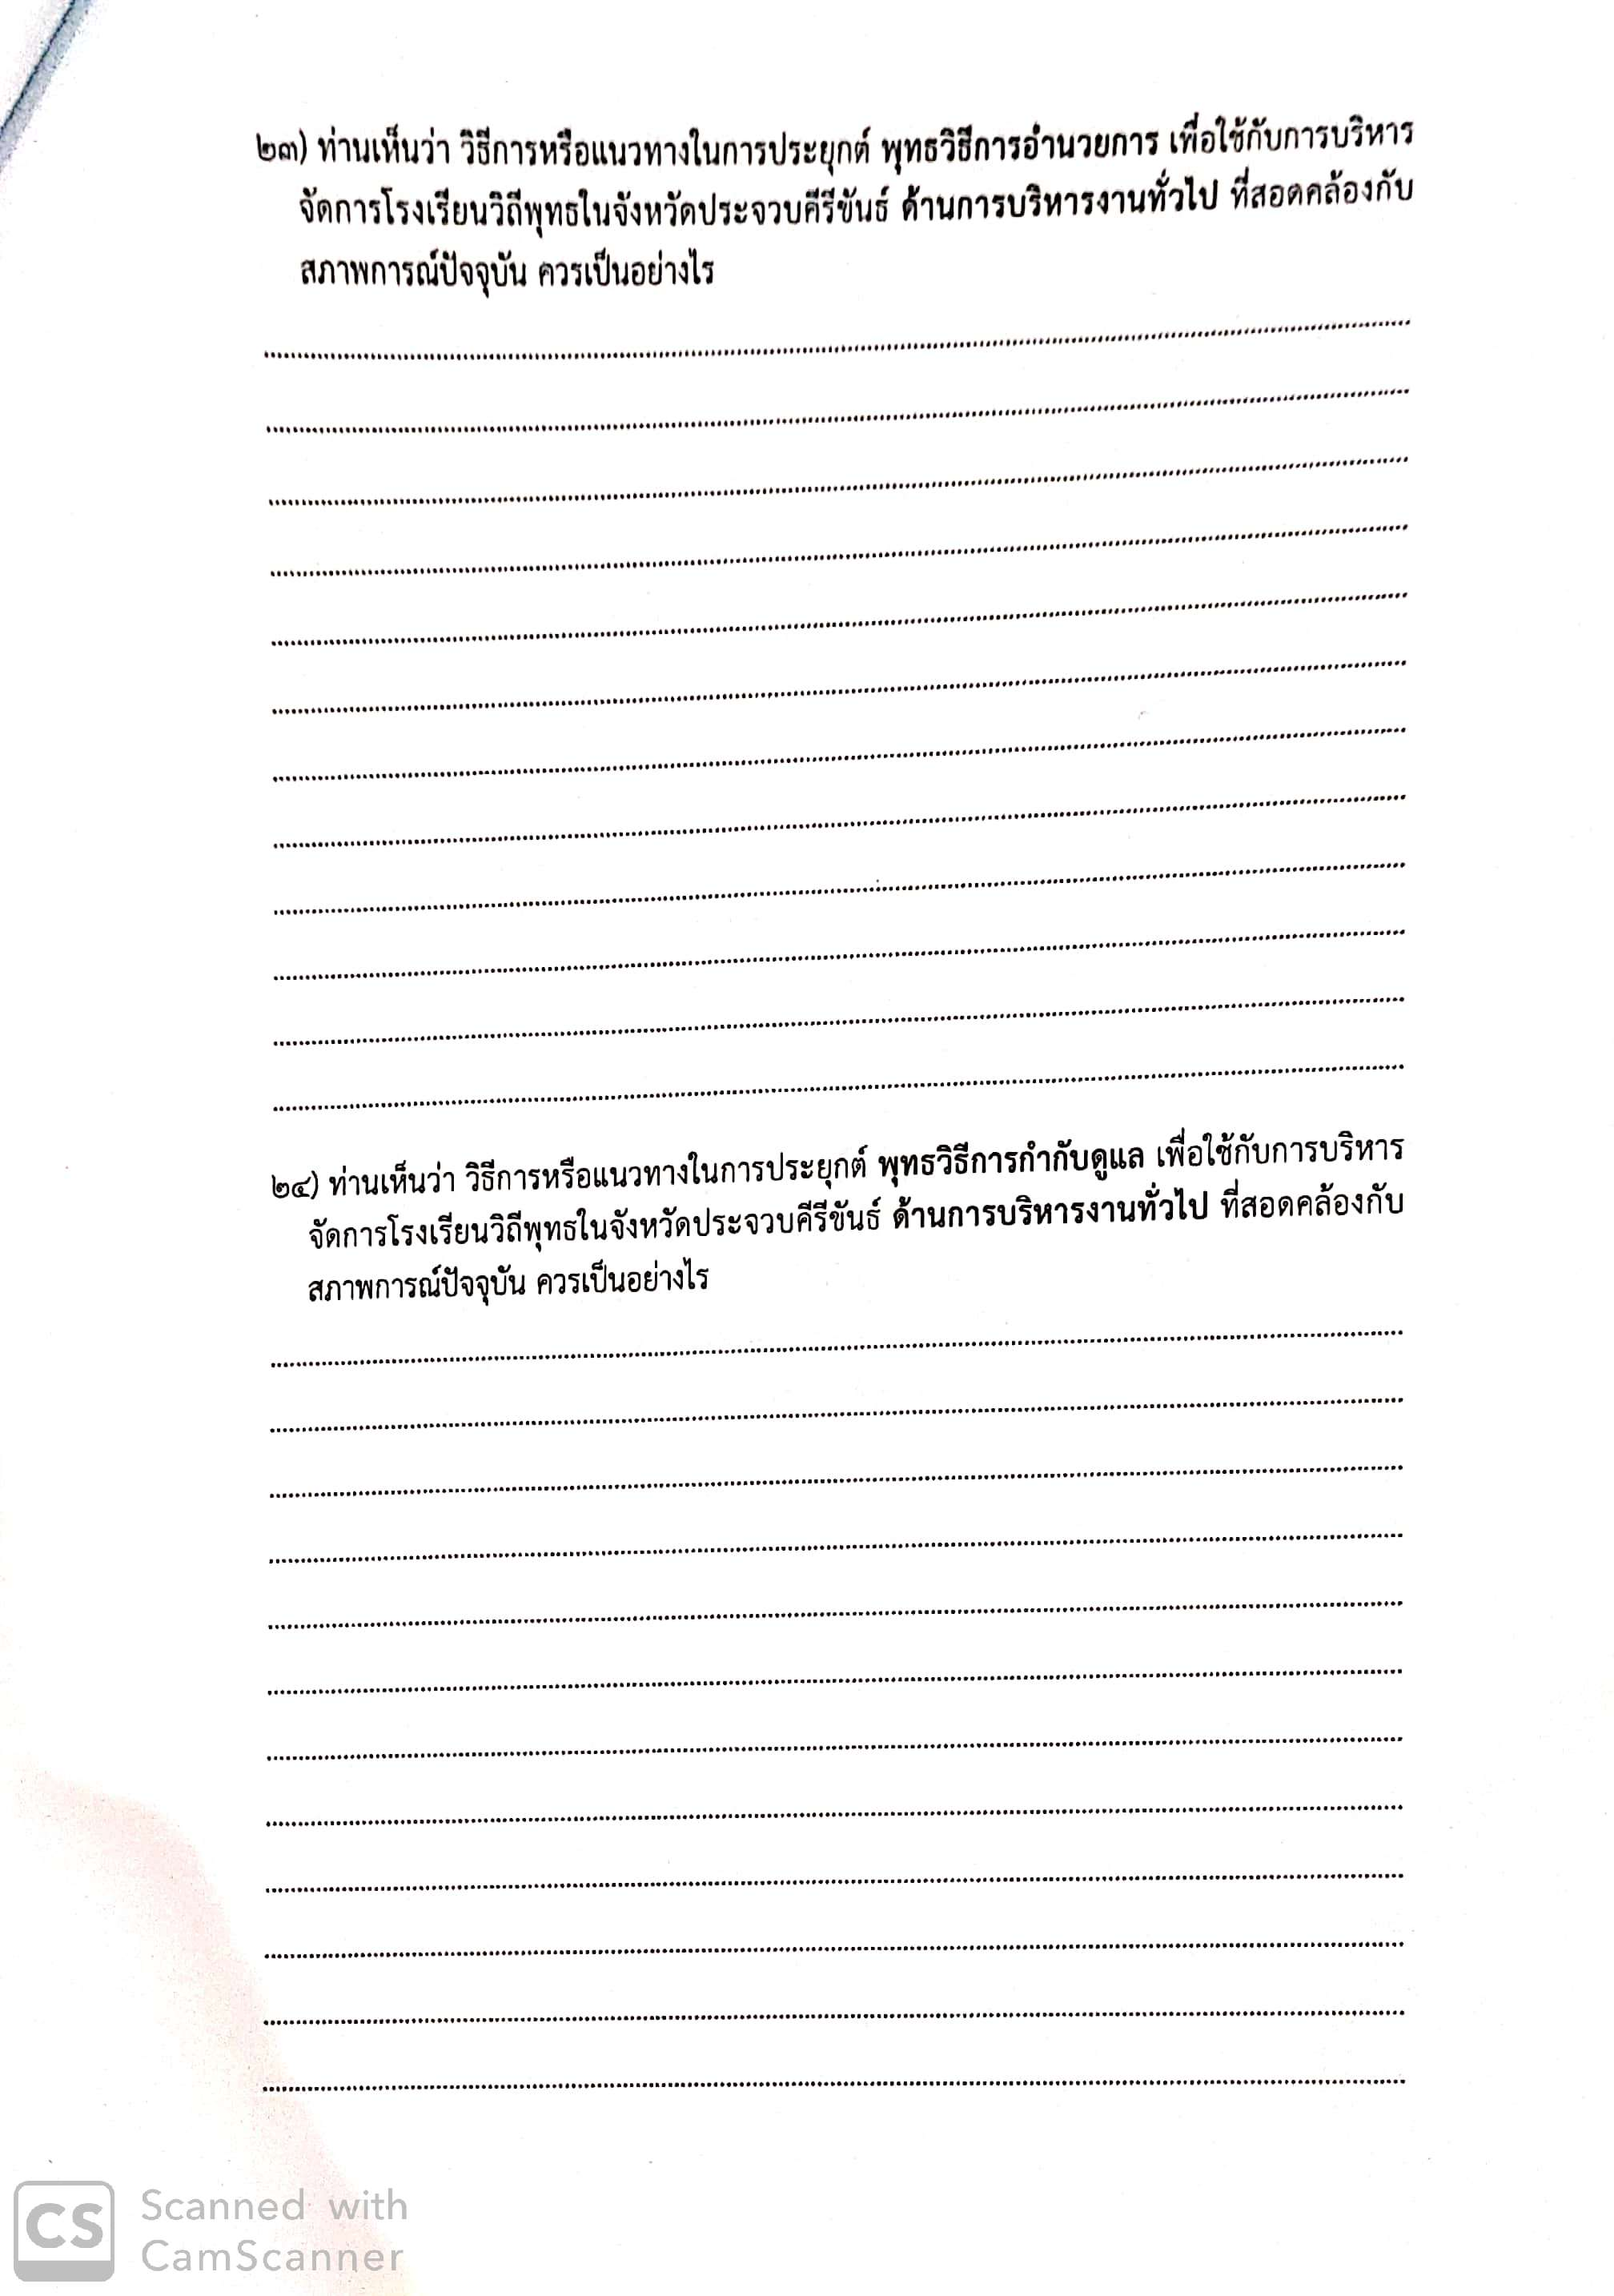 ๒๓) ท่านเห็นว่า วิธีการหรือแนวทางในการประยุกต์ พุทธวิธีการอำนวยการ เพื่อใช้กับการบริหาร
จัดการโรงเรียนวิถีพุทธในจังหวัดประจวบคีรีขันธ์ ด้านการบริหารงานทั่วไป ที่สอดคล้องกับ
สภาพการณ์ปัจจุบัน ควรเป็นอย่างไร
๒๔) ท่านเห็นว่า วิธีการหรือแนวทางในการประยุกต์ พุทธวิธีการกำกับดูแล เพื่อใช้กับการบริหาร
จัดการโรงเรียนวิถีพุทธในจังหวัดประจวบคีรีขันธ์ ด้านการบริหารงานทั่วไป ที่สอดคล้องกับ
สภาพการณ์ปัจจุบัน ควรเป็นอย่างไร
CS Scanned with
CamScanner